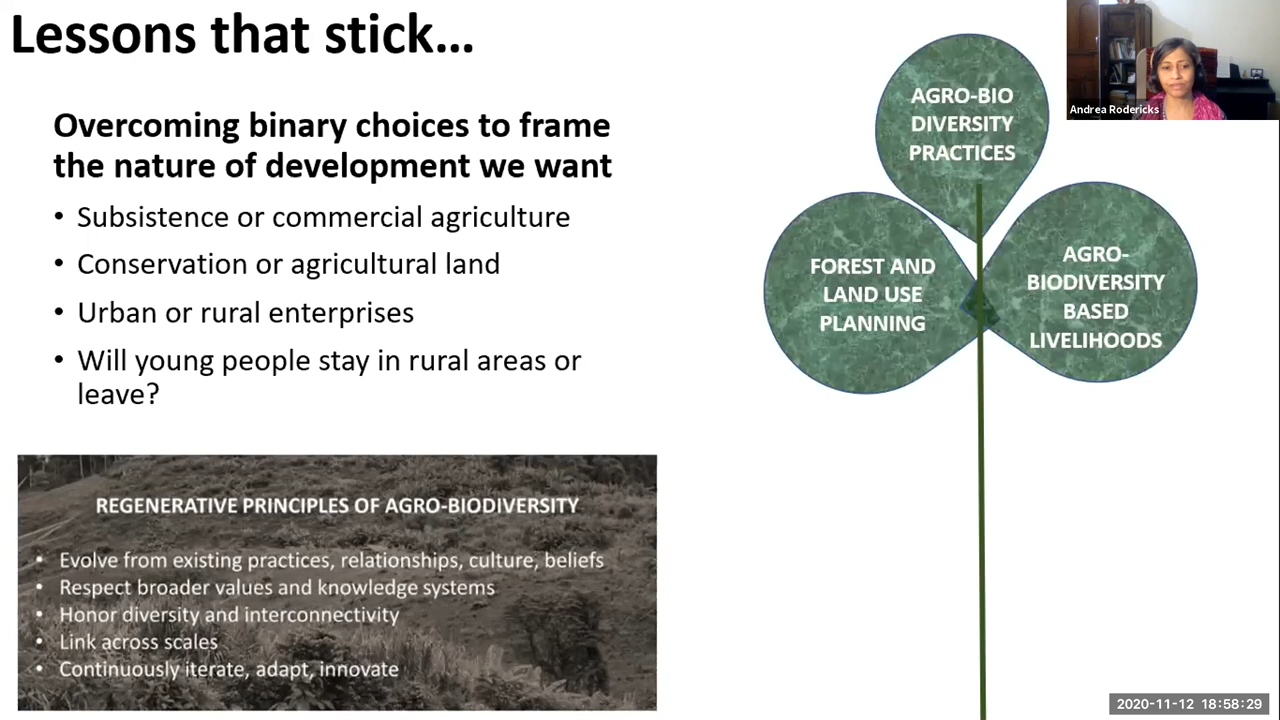 Lessons that stick...
Overcoming binary choices to frame
the nature of development we want
• Subsistence or commercial agriculture
• Conservation or agricultural land
• Urban or rural enterprises
• Will young people stay in rural areas or
leave?
REGENERATIVE PRINCIPLES OF AGRO-BIODIVERSITY
• Evolve from existing practices, relationships, culture, beliefs
• Respect broader values and knowledge systems
• Honor diversity and interconnectivity
• Link across scales
• Continuously iterate, adapt, innovate
AGRO-BIO
DIVERSITY
PRACTICES
FOREST AND
LAND USE
PLANNING
AGRO-
BIODIVERSITY
BASED
LIVELIHOODS
Andrea Rodericks
2020-11-12 18:58:29